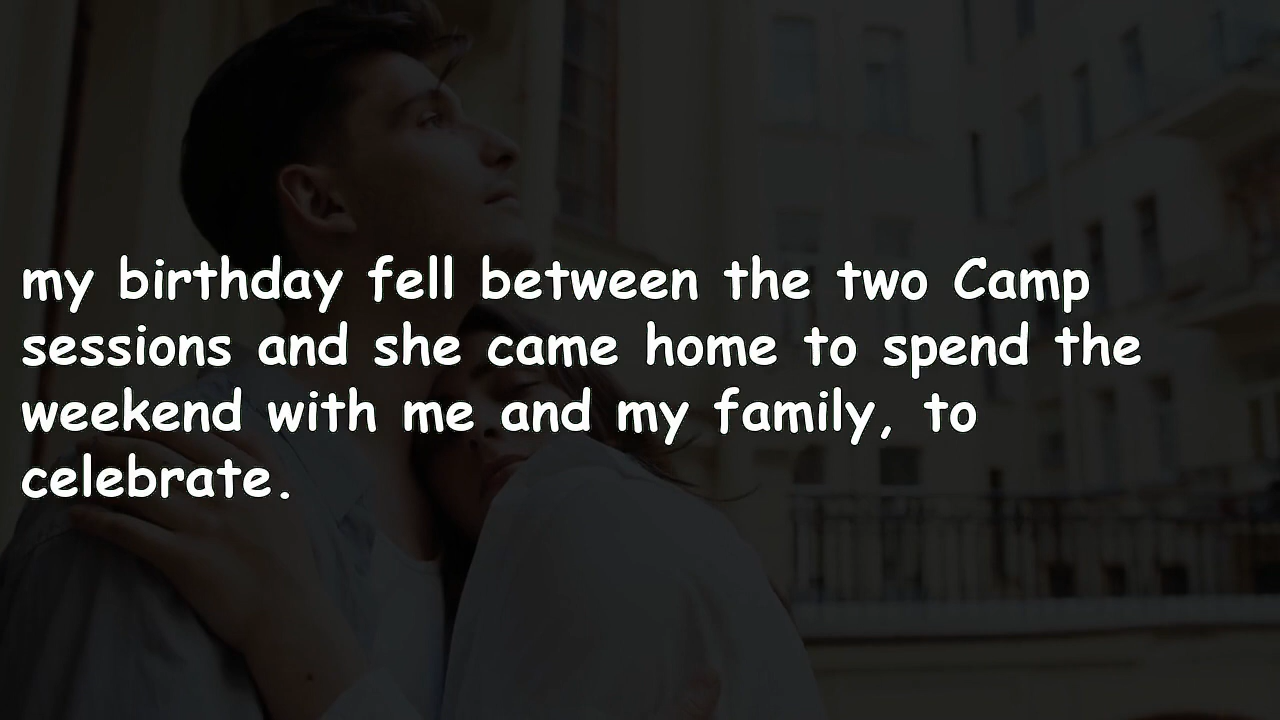 my birthday fell between the two Camp
sessions and she came home to spend the
weekend with me and my family, to
celebrate.